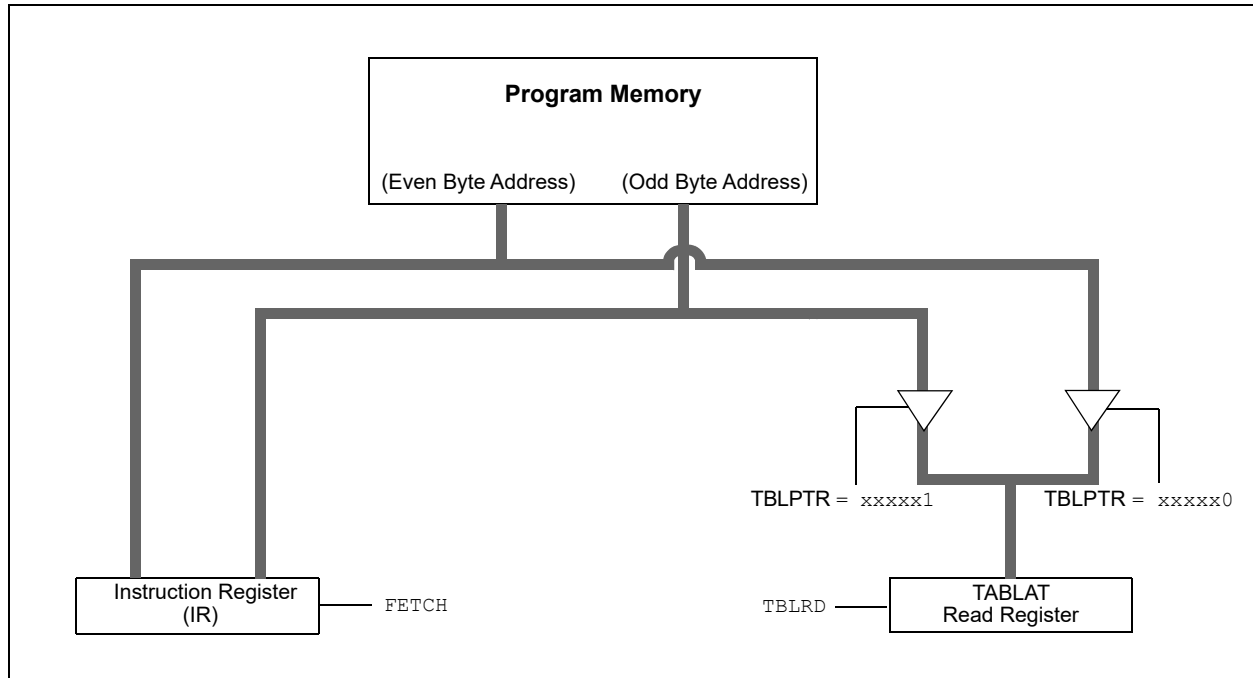 Program Memory
(Even Byte Address)
(Odd Byte Address)
TBLPTR = xxxxx1
TBLPTR = xxxxx0
Instruction Register
(IR)
FETCH
TBLRD
TABLAT
Read Register